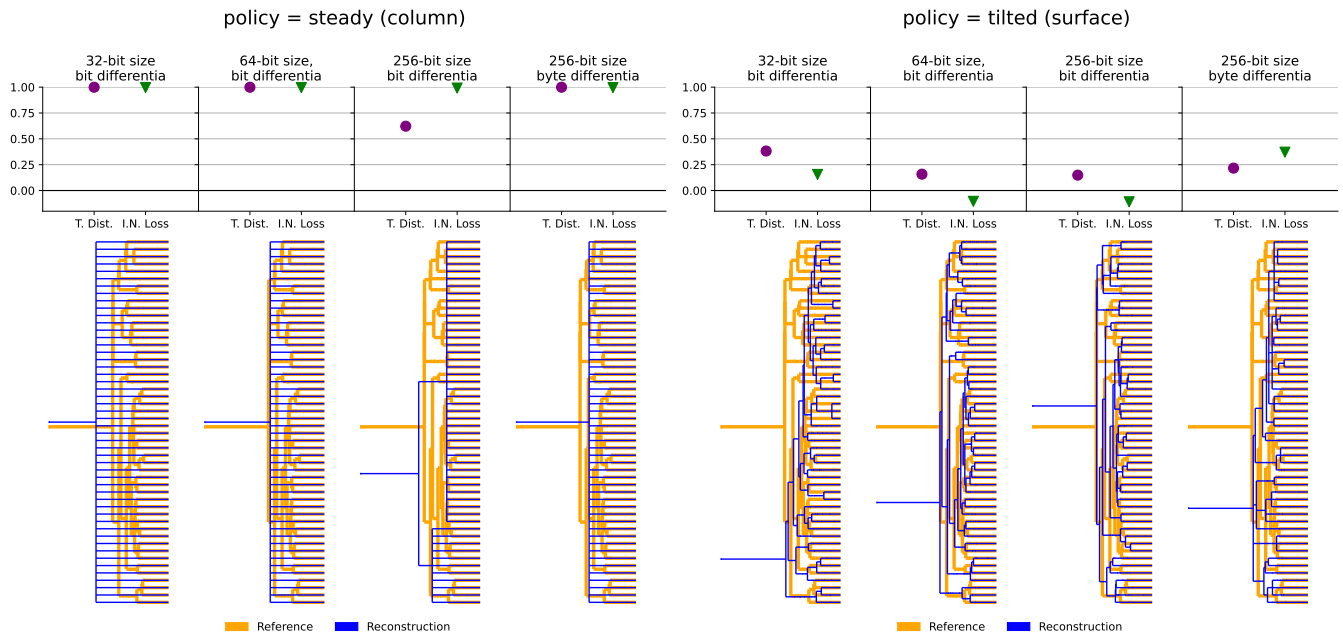 policy = steady (column)
policy = tilted (surface)
32-bit size
bit differentia
64-bit size,
bit differentia
256-bit size
bit differentia
256-bit size
byte differentia
32-bit size
bit differentia
64-bit size,
bit differentia
256-bit size
bit differentia
256-bit size
byte differentia
1.00
0.75
0.50
0.25
0.00
T. Dist. I.N. Loss
T. Dist. I.N. Loss
T. Dist. I.N. Loss
T. Dist. I.N. Loss
1.00
0.75
0.50
0.25
0.00
T. Dist. I.N. Loss
T. Dist. I.N. Loss
T. Dist. I.N. Loss
T. Dist. I.N. Loss
Reference Reconstruction
Reference Reconstruction